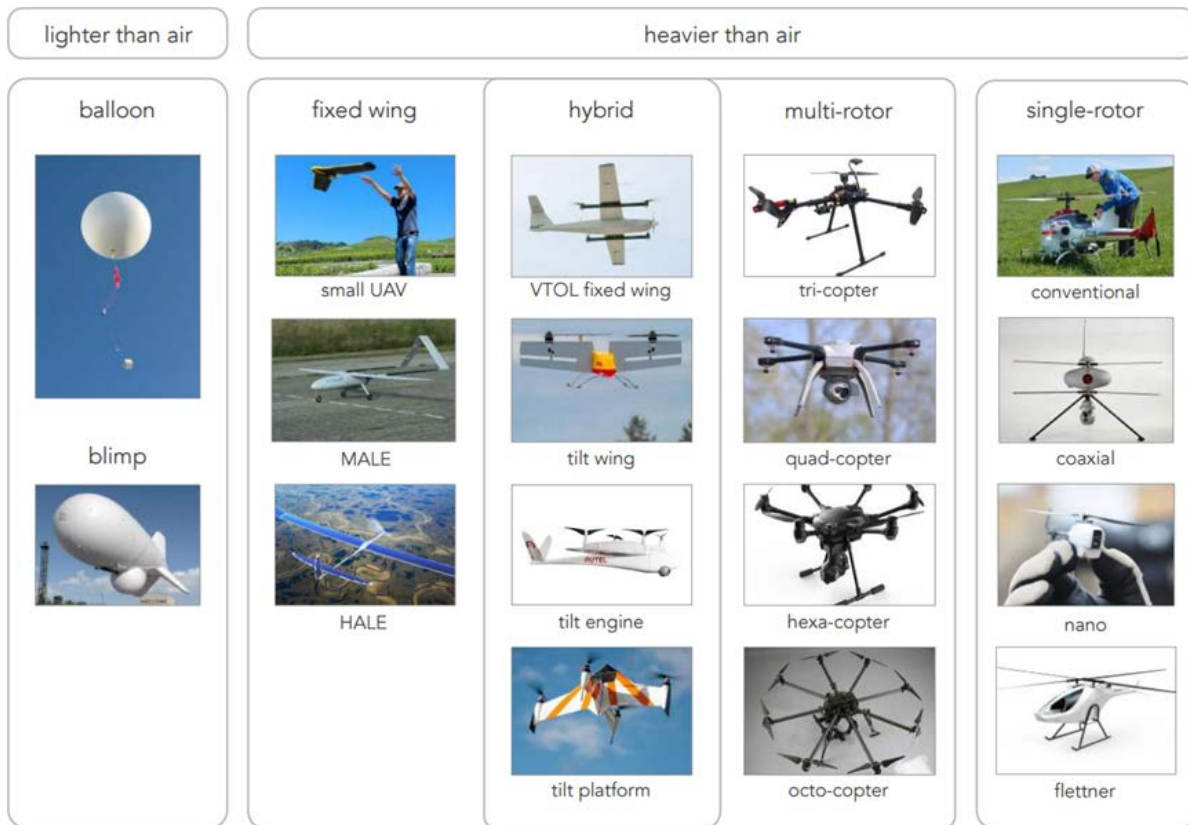 lighter than air
heavier than air
balloon
blimp
fixed wing
small UAV
MALE
HALE
hybrid
VTOL fixed wing
tilt wing
tilt engine
AUTEL
tilt platform
multi-rotor
tri-copter
quad-copter
hexa-copter
octo-copter
single-rotor
conventional
coaxial
nano
flettner